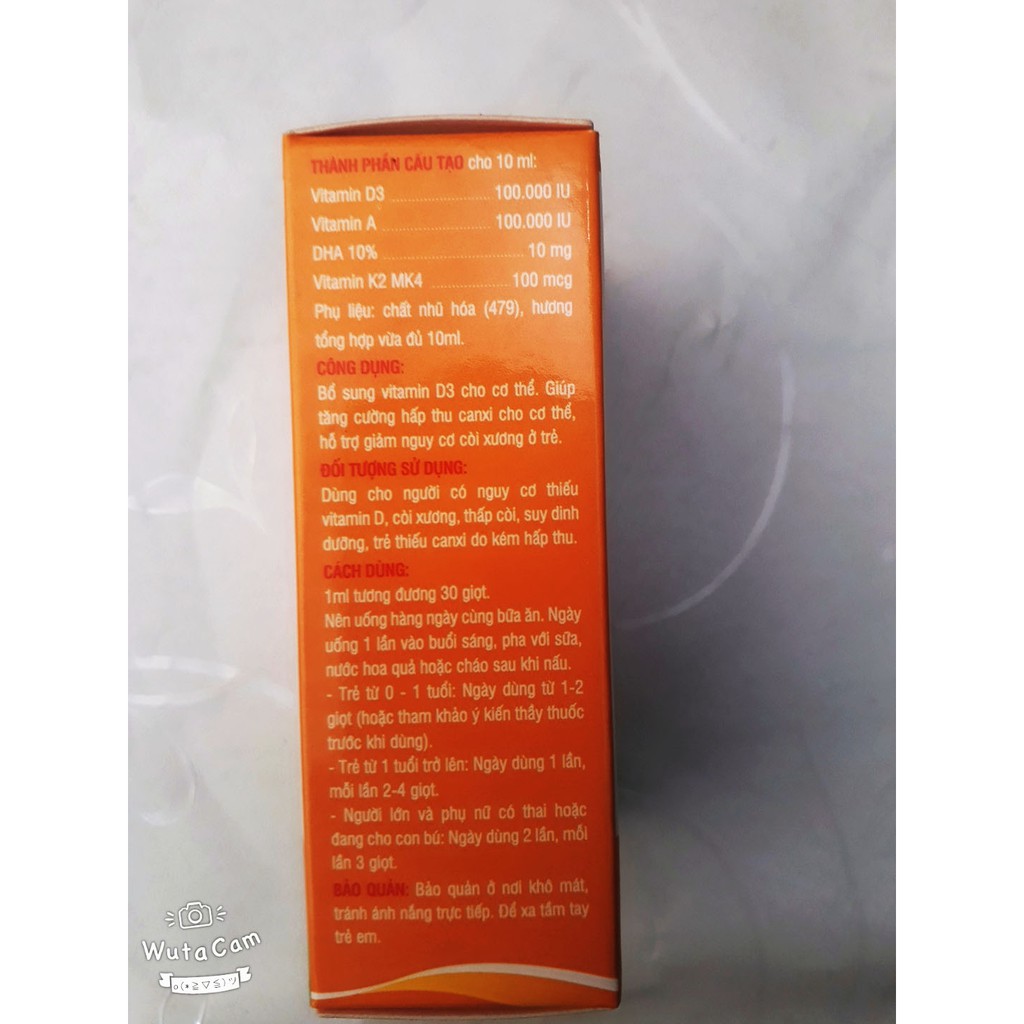 THÀNH PHẦN CẤU TẠO cho 10 ml:
Vitamin D3 ........................ 100.000 IU
Vitamin A .......................... 100.000 IU
DHA 10% ................................. 10 mg
Vitamin K2 MK4 .................. 100 mcg
Phụ liệu: chất nhũ hóa (479), hương
tổng hợp vừa đủ 10ml.
CÔNG DỤNG:
Bổ sung vitamin D3 cho cơ thể. Giúp
tăng cường hấp thu canxi cho cơ thể,
hỗ trợ giảm nguy cơ còi xương ở trẻ.
ĐỐI TƯỢNG SỬ DỤNG:
Dùng cho người có nguy cơ thiếu
vitamin D, còi xương, thấp còi, suy dinh
dưỡng, trẻ thiếu canxi do kém hấp thu.
CÁCH DÙNG:
1ml tương đương 30 giọt.
Nên uống hàng ngày cùng bữa ăn. Ngày
uống 1 lần vào buổi sáng, pha với sữa,
nước hoa quả hoặc cháo sau khi nấu.
- Trẻ từ 0 - 1 tuổi: Ngày dùng từ 1-2
giọt (hoặc tham khảo ý kiến thầy thuốc
trước khi dùng).
- Trẻ từ 1 tuổi trở lên: Ngày dùng 1 lần,
mỗi lần 2-4 giọt.
- Người lớn và phụ nữ có thai hoặc
đang cho con bú: Ngày dùng 2 lần, mỗi
lần 3 giọt.
BẢO QUẢN: Bảo quản ở nơi khô mát,
tránh ánh nắng trực tiếp. Để xa tầm tay
trẻ em.
WutaCam
o(*≧▽≦)ツ